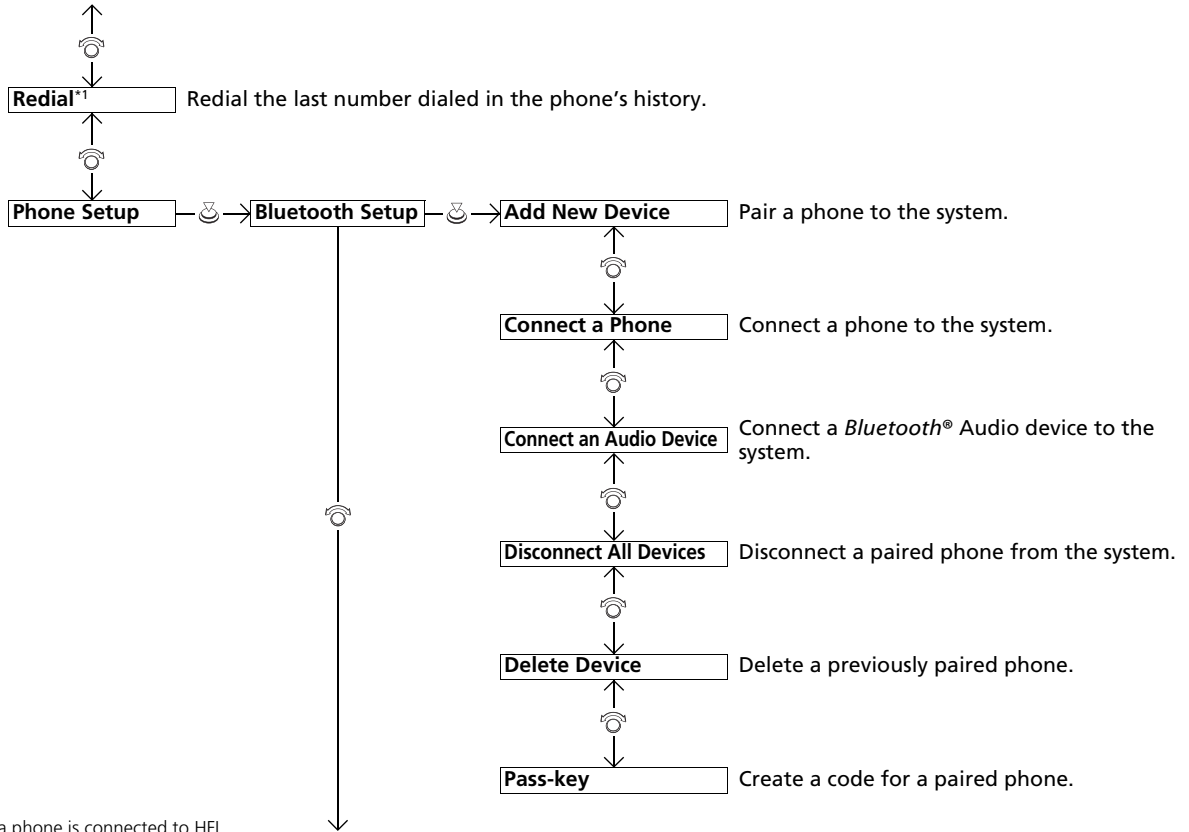 Redial*1 Redial the last number dialed in the phone's history.
Phone Setup Bluetooth Setup Add New Device Pair a phone to the system.
Connect a Phone Connect a phone to the system.
Connect an Audio Device Connect a Bluetooth® Audio device to the
system.
Disconnect All Devices Disconnect a paired phone from the system.
Delete Device Delete a previously paired phone.
Pass-key Create a code for a paired phone.
a phone is connected to HFL